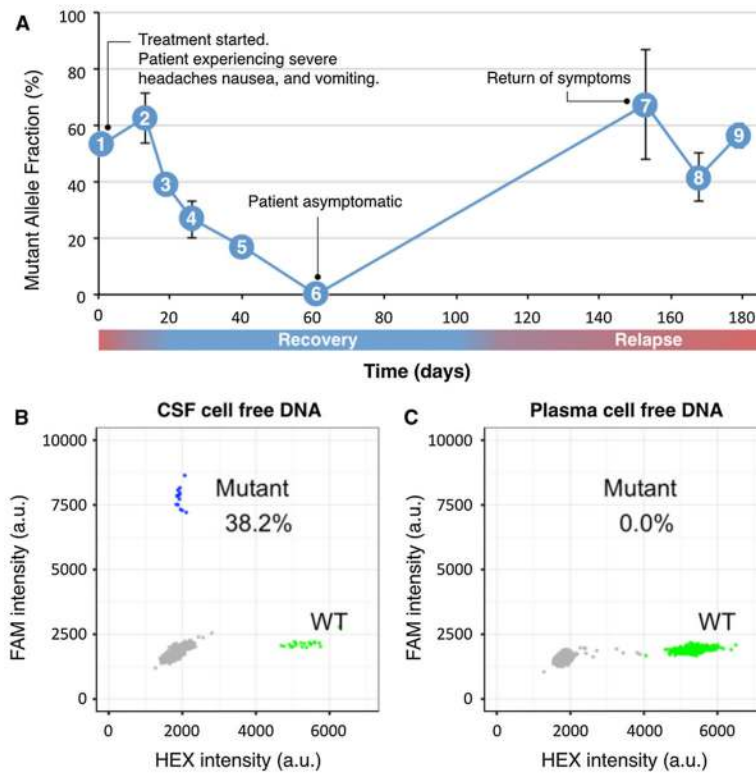 A
100
80
60
40
20
0
Mutant Allele Fraction (%)
Treatment started.
Patient experiencing severe
headaches nausea, and vomiting.
Patient asymptomatic
Return of symptoms
1
2
3
4
5
6
7
8
9
0
20
40
60
80
100
120
140
160
180
Recovery
Relapse
Time (days)
B
CSF cell free DNA
10000
7500
5000
2500
0
FAM intensity (a.u.)
Mutant
38.2%
WT
0
2000
4000
6000
HEX intensity (a.u.)
C
Plasma cell free DNA
10000
7500
5000
2500
0
FAM intensity (a.u.)
Mutant
0.0%
WT
0
2000
4000
6000
HEX intensity (a.u.)